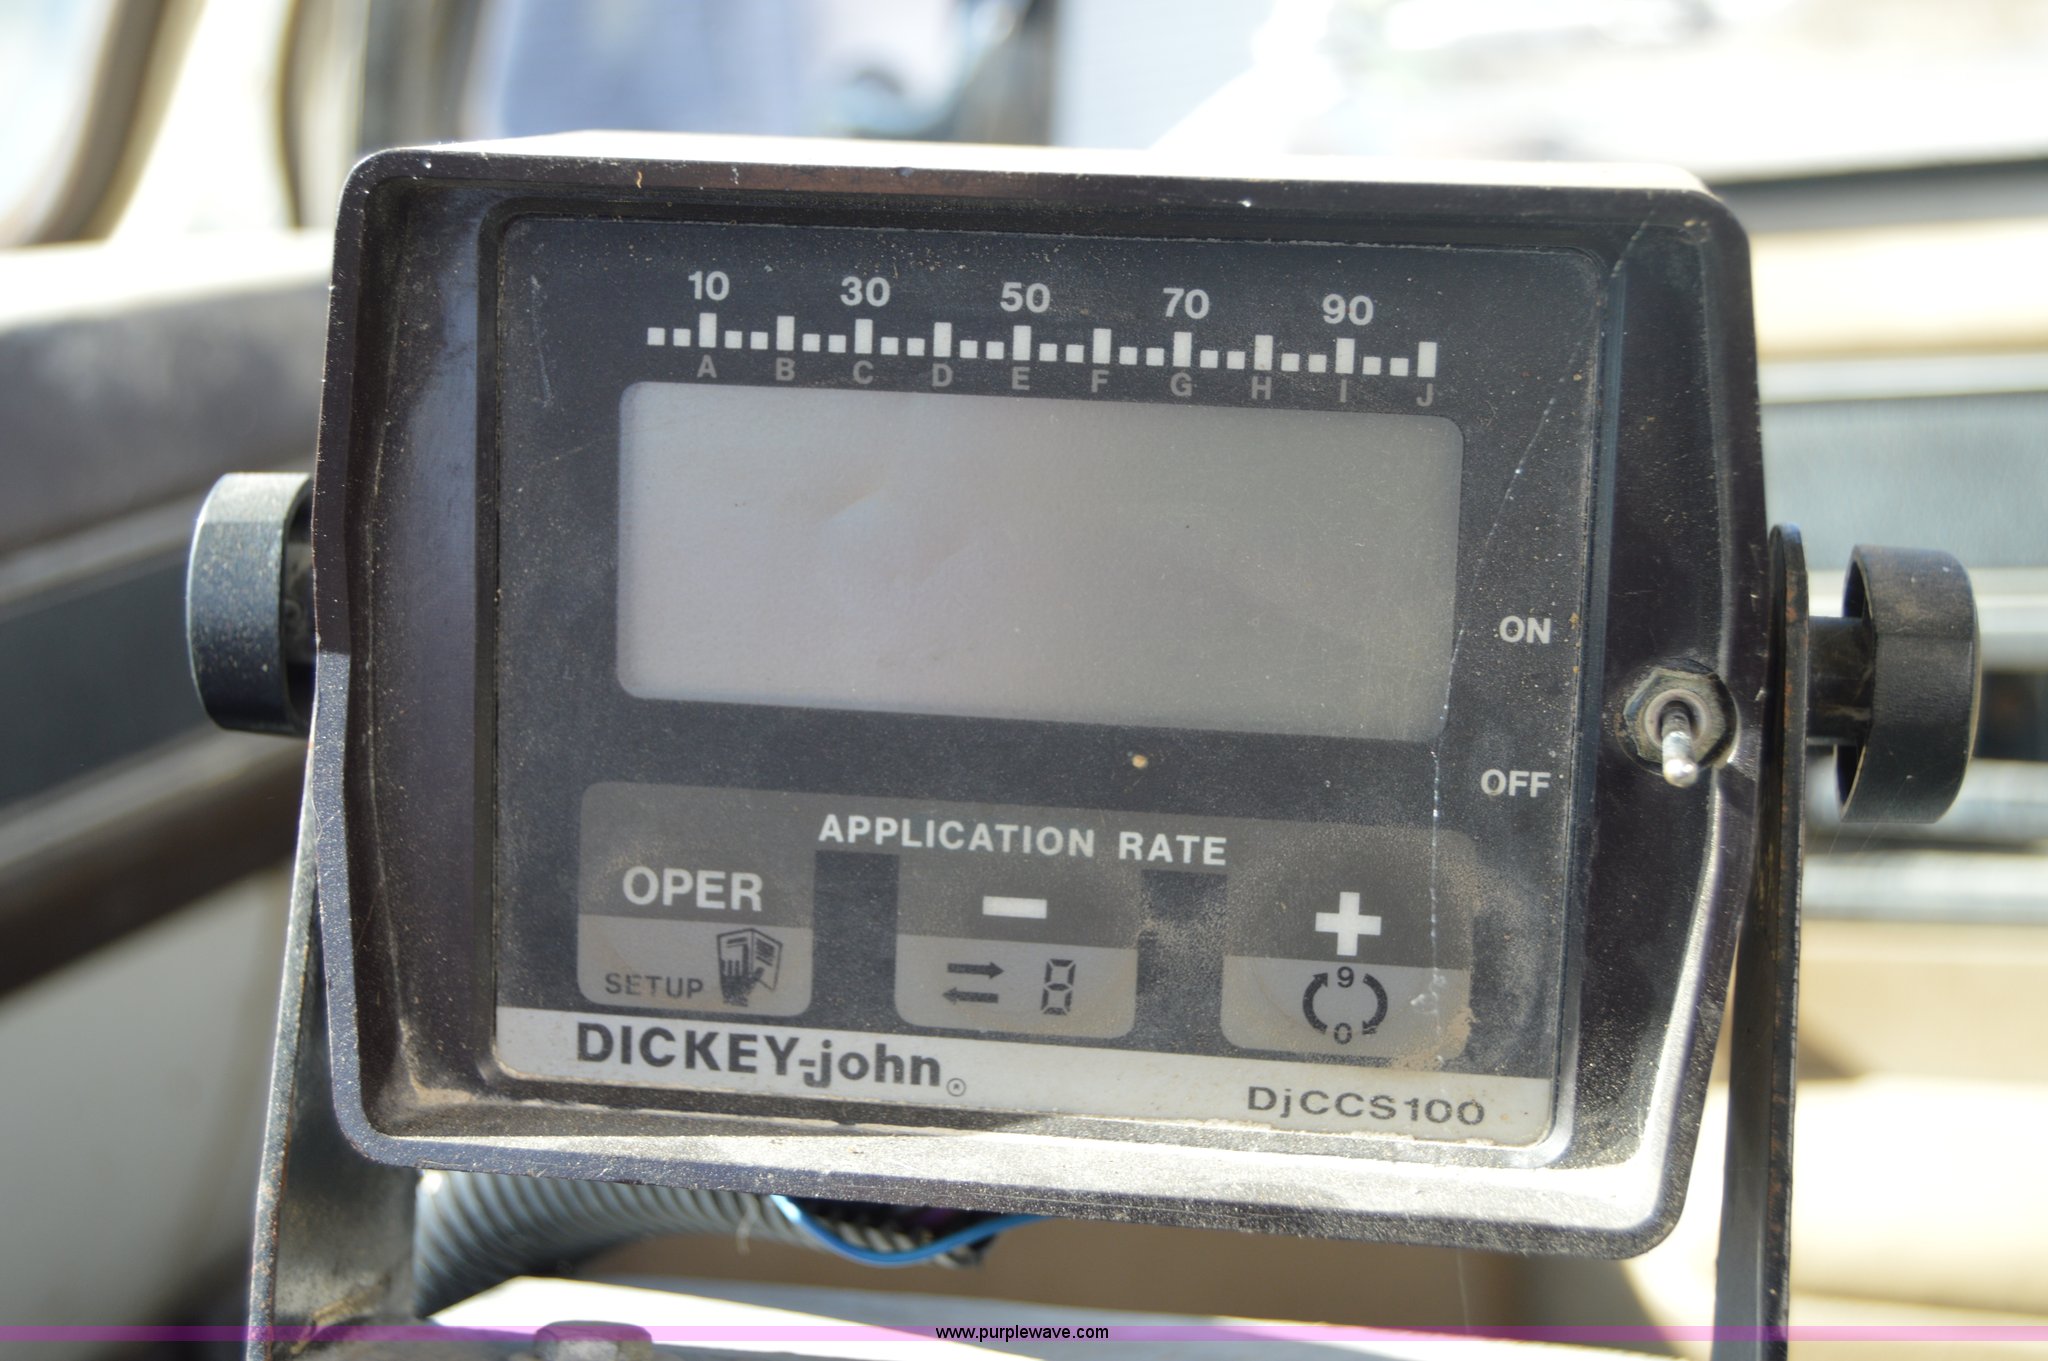 10 30 50 70 90
A B C D E F G H I J
ON
OFF
APPLICATION RATE
OPER
SETUP
8
9
0
DICKEY-john®
DjCCS100
www.purplewave.com